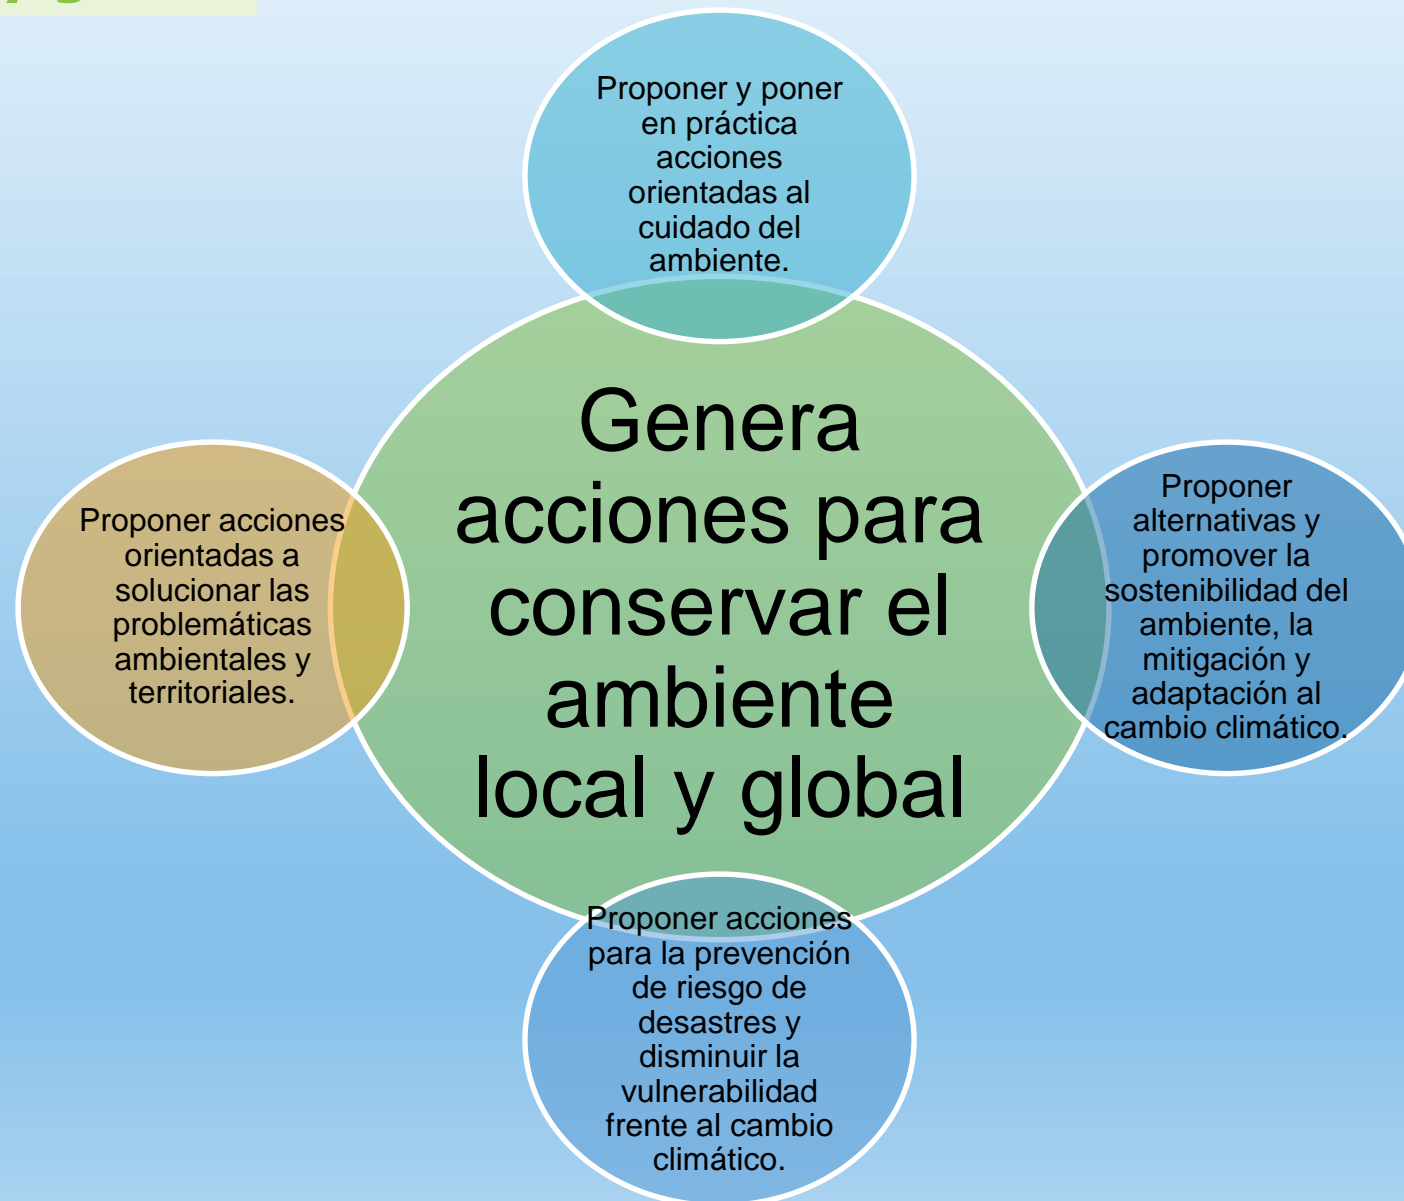 Proponer y poner
en práctica
acciones
orientadas al
cuidado del
ambiente.
Genera
acciones para
conservar el
ambiente
local y global
Proponer acciones
orientadas a
solucionar las
problemáticas
ambientales y
territoriales.
Proponer
alternativas y
promover la
sostenibilidad del
ambiente, la
mitigación y
adaptación al
cambio climático.
Proponer acciones
para la prevención
de riesgo de
desastres y
disminuir la
vulnerabilidad
frente al cambio
climático.